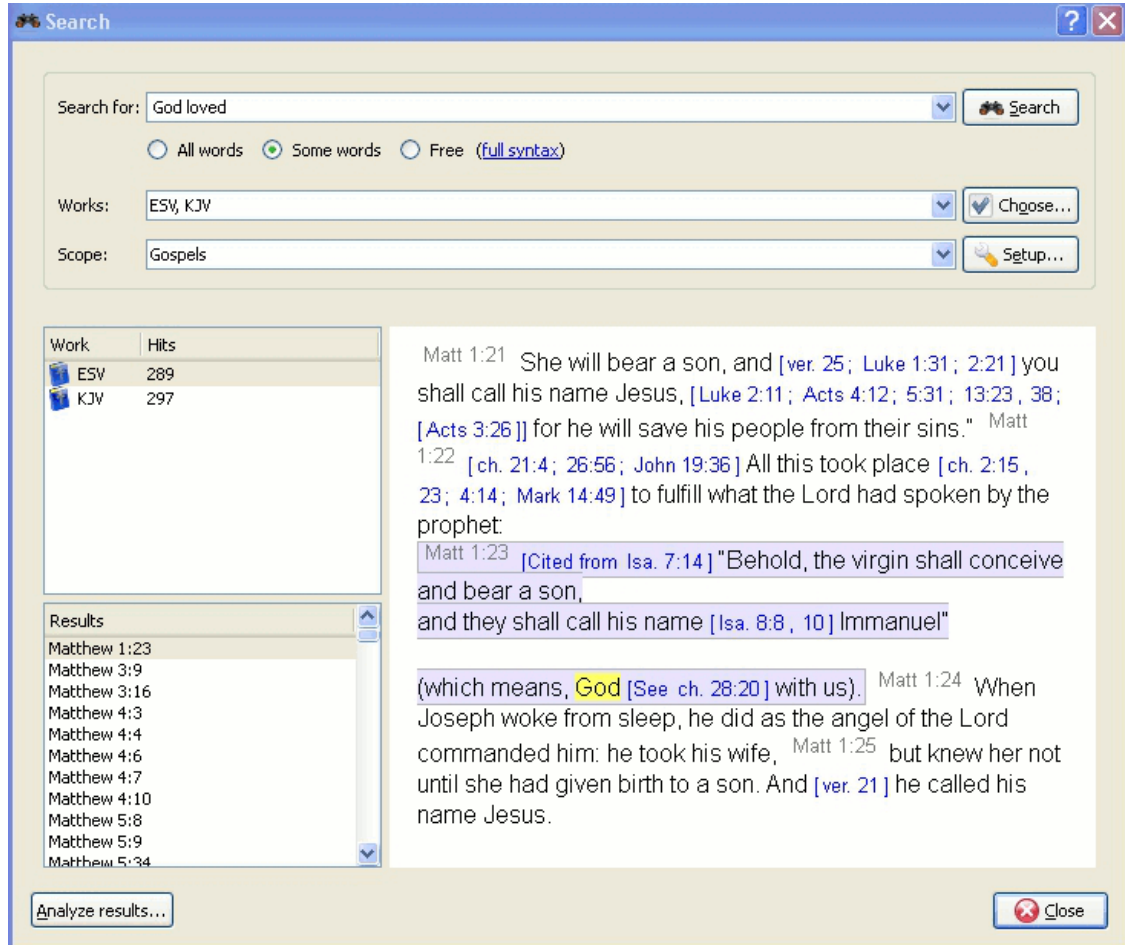 Search
Search for: God loved Search
All words Some words Free (full syntax)
Works: ESV, KJV Choose...
Scope: Gospels Setup...
Work Hits
ESV 289
KJV 297
Results
Matthew 1:23
Matthew 3:9
Matthew 3:16
Matthew 4:3
Matthew 4:4
Matthew 4:6
Matthew 4:7
Matthew 4:10
Matthew 5:8
Matthew 5:9
Matthew 5:34
Matt 1:21 She will bear a son, and [ver. 25; Luke 1:31; 2:21] you
shall call his name Jesus, [Luke 2:11; Acts 4:12; 5:31; 13:23, 38;
[Acts 3:26]] for he will save his people from their sins." Matt
1:22 [ch. 21:4; 26:56; John 19:36] All this took place [ch. 2:15,
23; 4:14; Mark 14:49] to fulfill what the Lord had spoken by the
prophet:
Matt 1:23 [Cited from Isa. 7:14] "Behold, the virgin shall conceive
and bear a son,
and they shall call his name [Isa. 8:8, 10] Immanuel"
(which means, God [See ch. 28:20] with us). Matt 1:24 When
Joseph woke from sleep, he did as the angel of the Lord
commanded him: he took his wife, Matt 1:25 but knew her not
until she had given birth to a son. And [ver. 21] he called his
name Jesus.
Analyze results... Close